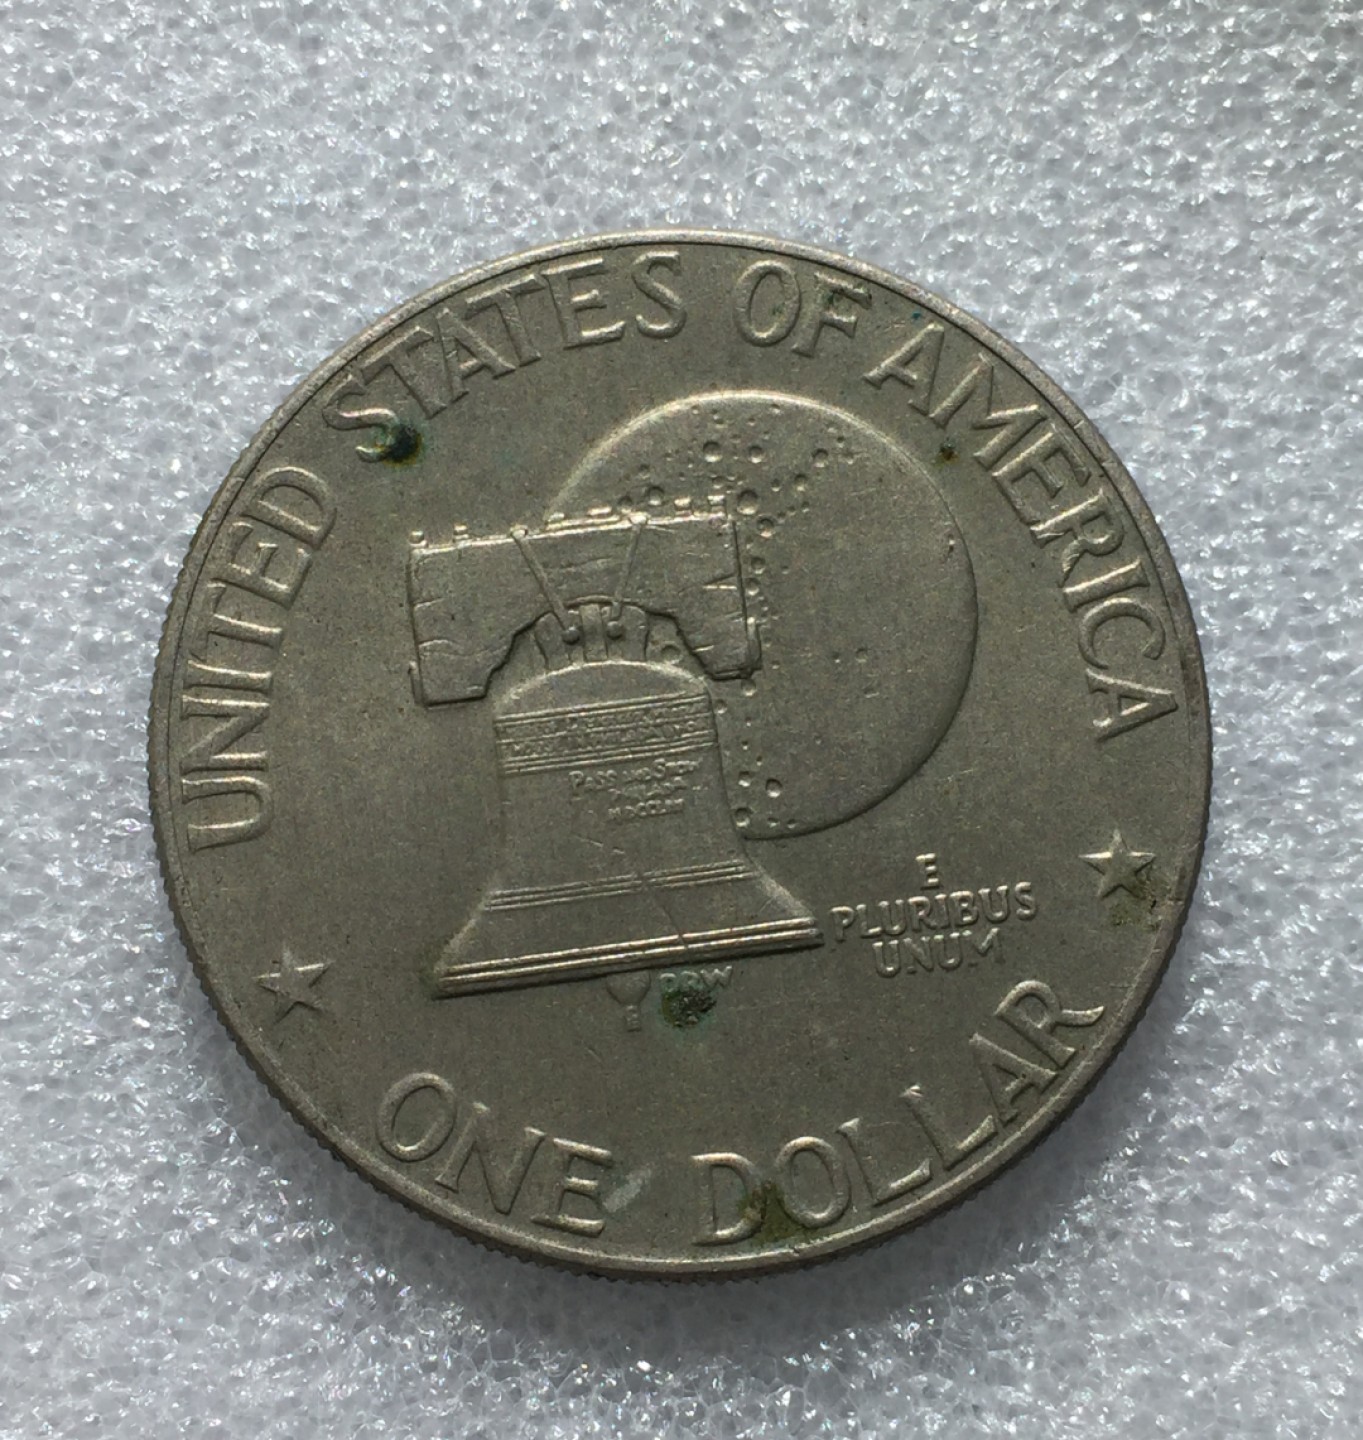 UNITED STATES OF AMERICA
PASS AND STOW
E
PLURIBUS
UNUM
DRW
ONE DOLLAR